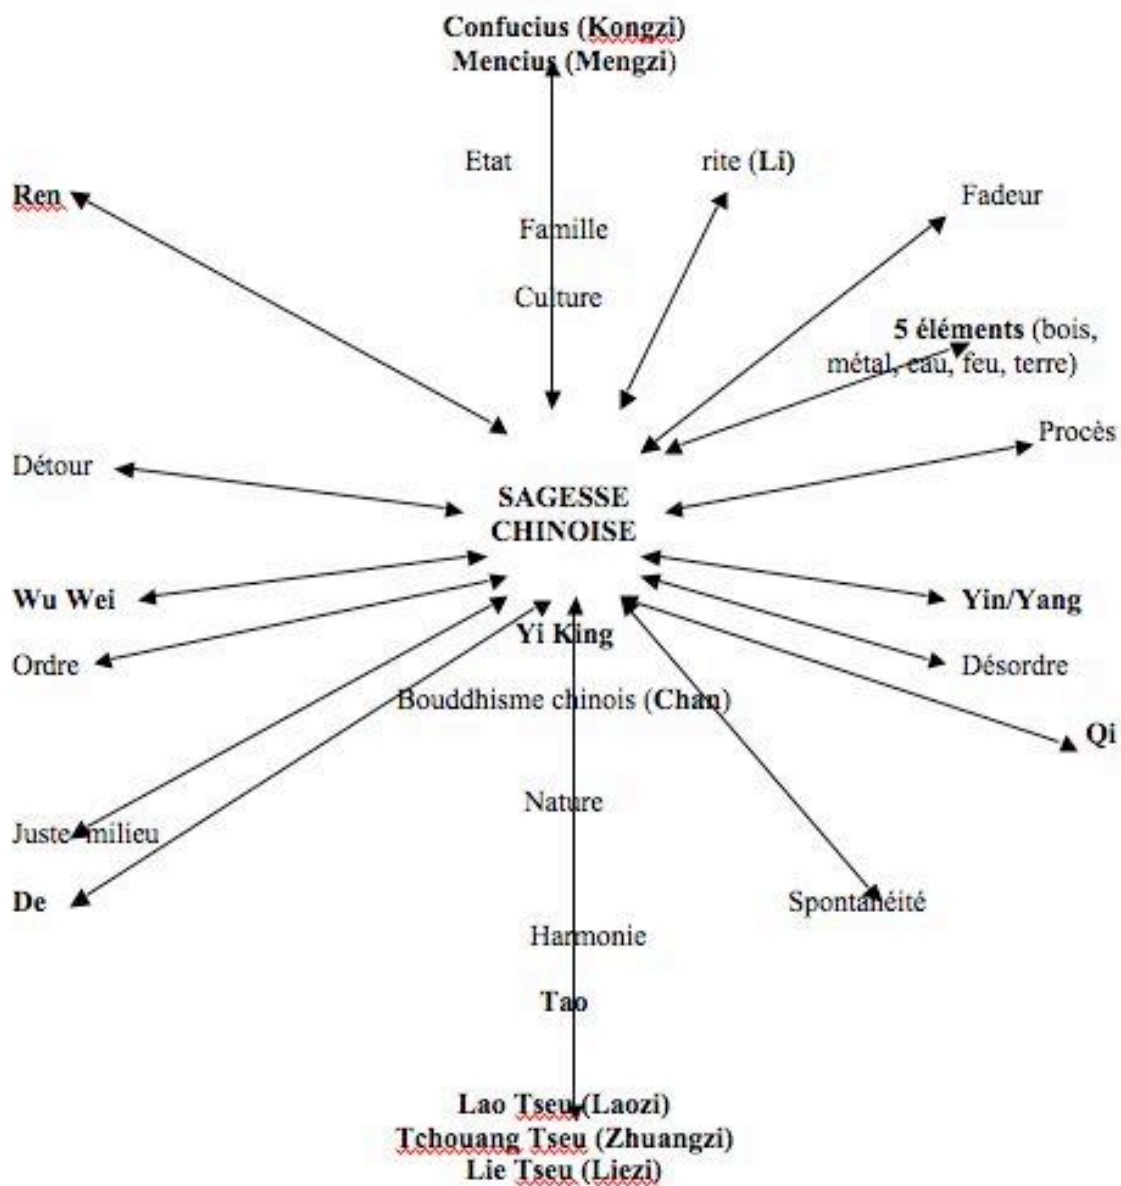 Confucius (Kongzi)
Mencius (Mengzi)
Etat
rite (Li)
Ren
Fadeur
Famille
Culture
5 éléments (bois,
métal, eau, feu, terre)
Procès
Détour
SAGESSE
CHINOISE
Wu Wei
Yin/Yang
Yi King
Ordre
Désordre
Bouddhisme chinois (Chan)
Qi
Nature
Juste milieu
De
Spontanéité
Harmonie
Tao
Lao Tseu (Laozi)
Tchouang Tseu (Zhuangzi)
Lie Tseu (Liezi)